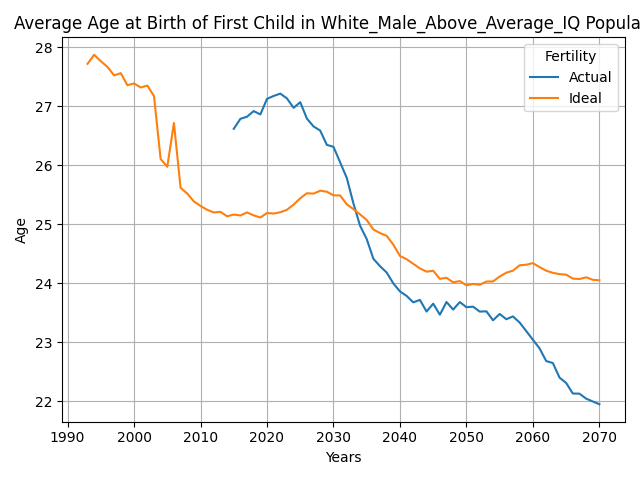 Average Age at Birth of First Child in White_Male_Above_Average_IQ Popula
Fertility
Actual
Ideal
28
27
26
25
24
23
22
Age
1990 2000 2010 2020 2030 2040 2050 2060 2070
Years